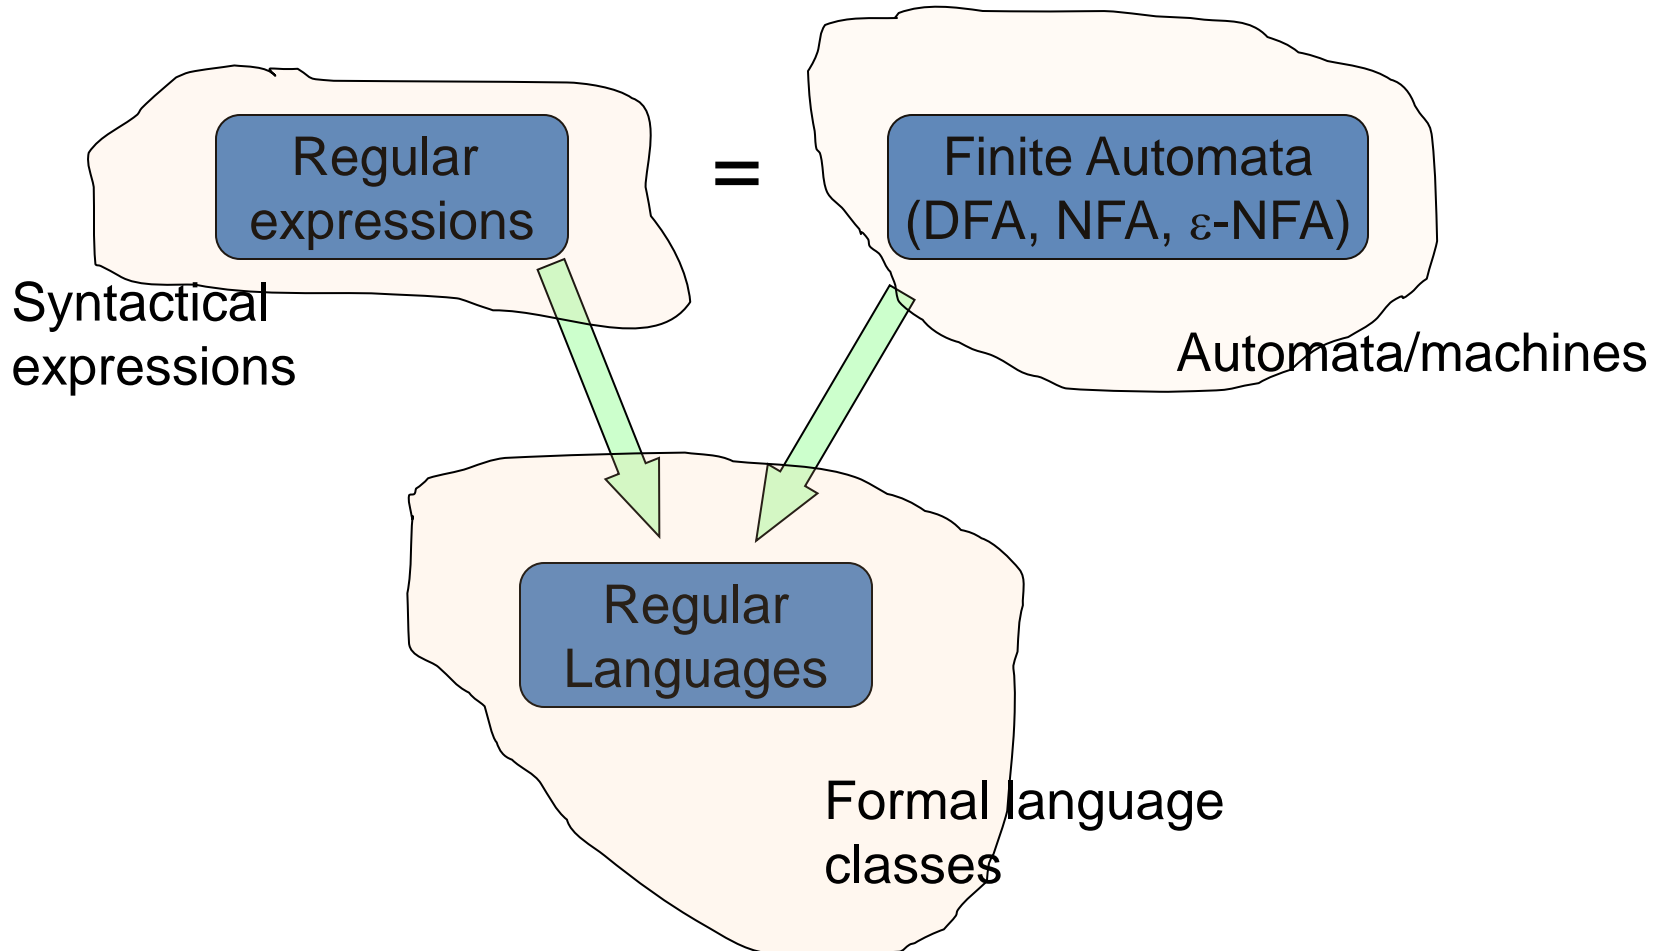 Regular
expressions
=
Finite Automata
(DFA, NFA, ε-NFA)
Syntactical
expressions
Automata/machines
Regular
Languages
Formal language
classes